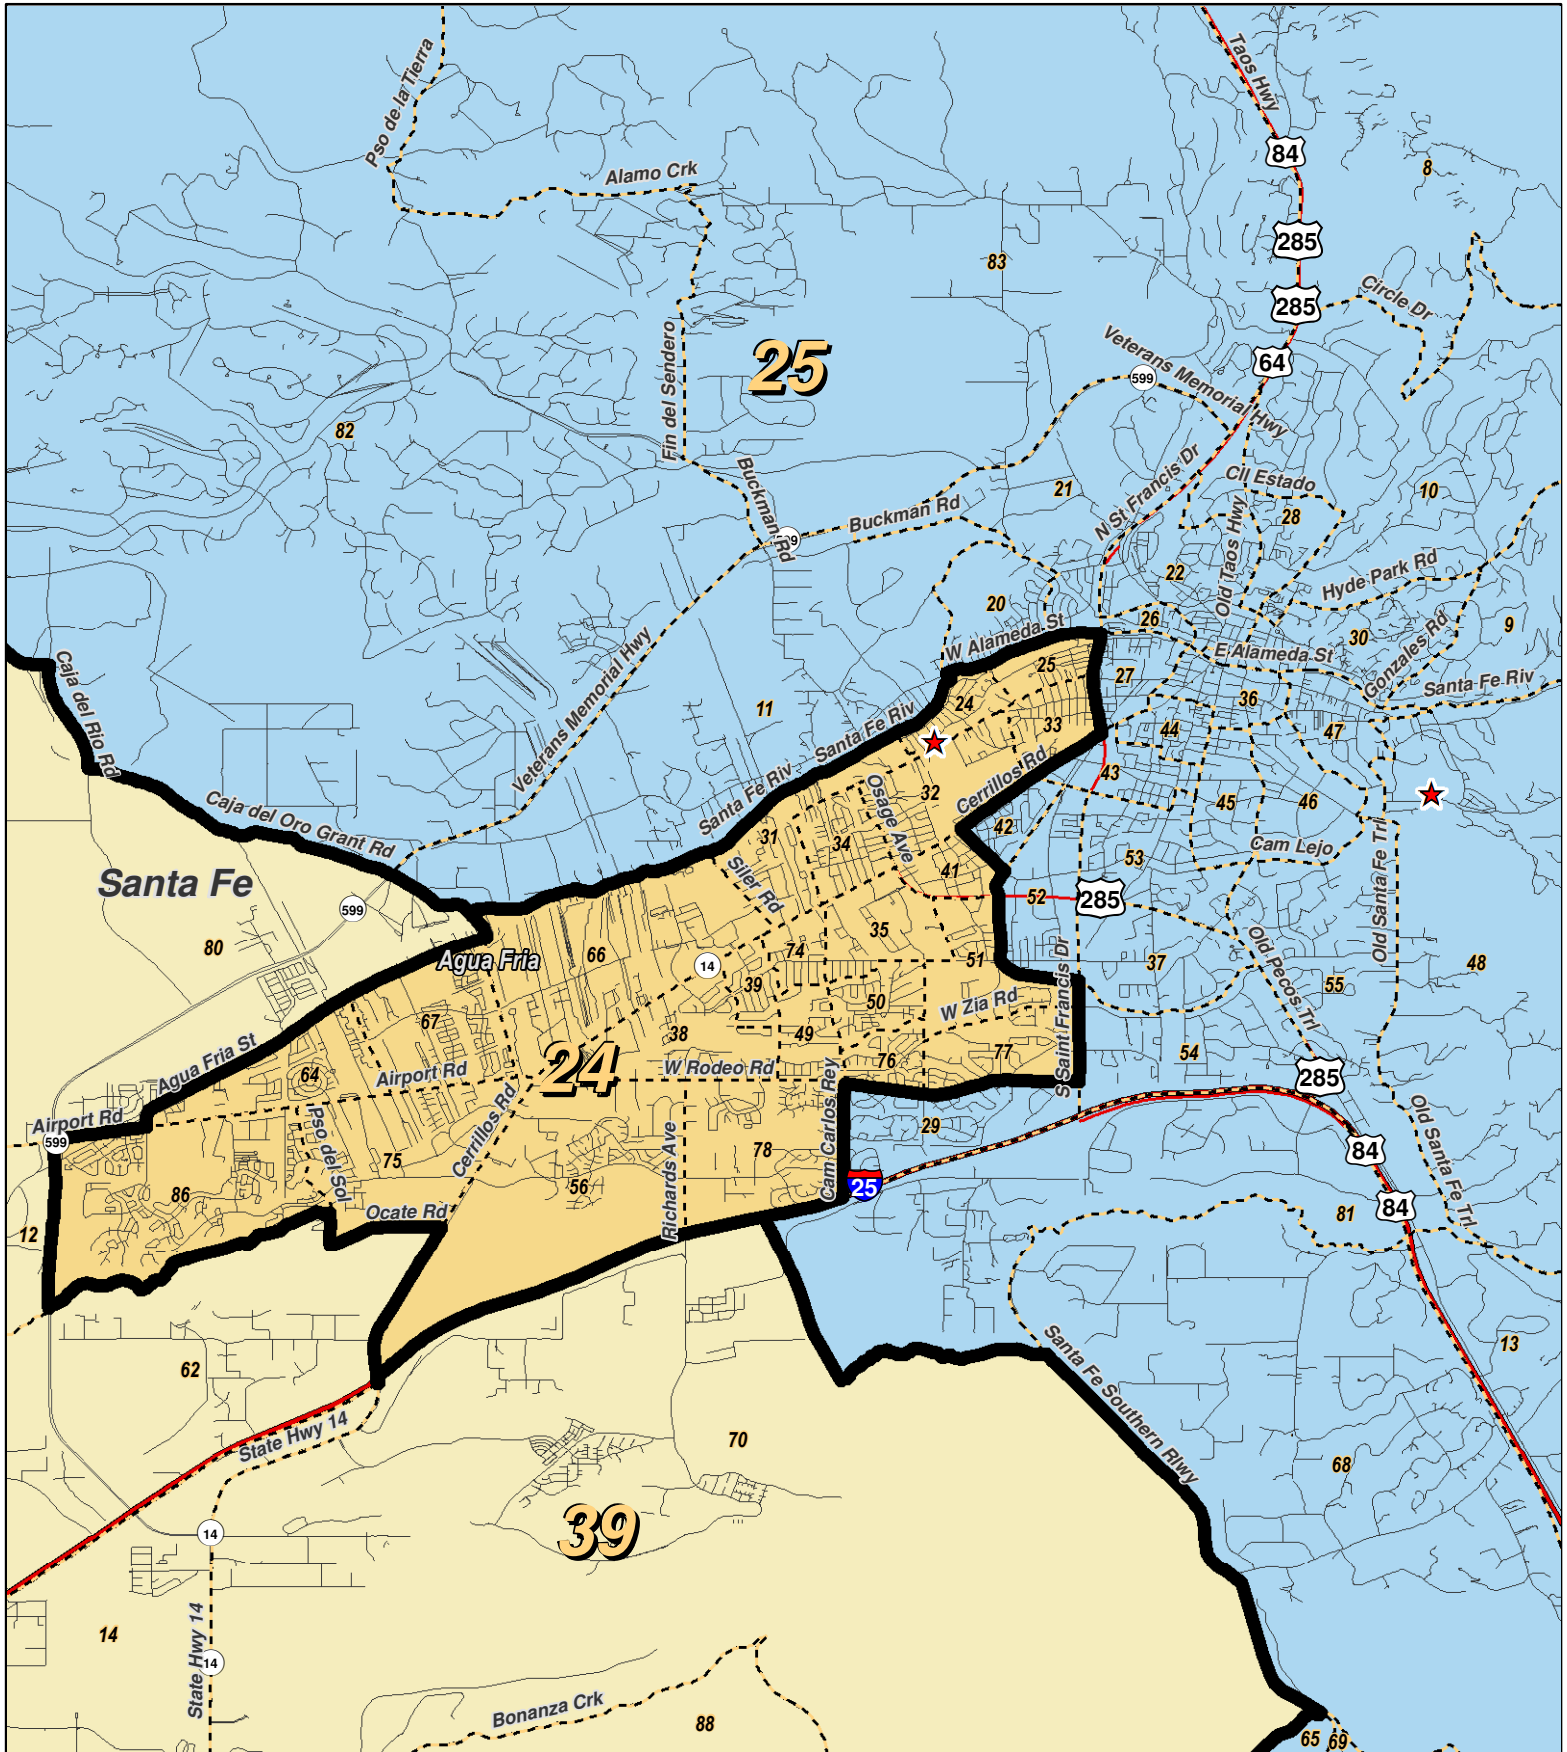 Taos Hwy
Pso de la Tierra
84
8
Alamo Crk
285
83
Circle Dr
285
Veterans Memorial Hwy
25
64
Fin del Sendero
599
82
N St Francis Dr
Cll Estado
21
10
Buckman Rd
Buckman Rd
28
Old Taos Hwy
22
Hyde Park Rd
20
26
W Alameda St
30
9
E Alameda St
Gonzales Rd
Veterans Memorial Hwy
Caja del Rio Rd
25
27
Santa Fe Riv
36
24
11
Santa Fe Riv
33
44
47
43
Cerrillos Rd
Osage Ave
32
Santa Fe Riv
45
46
Caja del Oro Grant Rd
42
31
34
Cam Lejo
53
Santa Fe
Siler Rd
41
Old Santa Fe Trl
599
52
285
80
35
74
66
Agua Fria
14
51
37
48
Old Pecos Trl
39
50
55
W Zia Rd
S Saint Francis Dr
67
38
49
Agua Fria St
24
76
77
54
64
Airport Rd
W Rodeo Rd
285
Airport Rd
599
Cerrillos Rd
Cam Carlos Rey
29
Old Santa Fe Trl
Pso del Sol
Richards Ave
78
84
75
25
86
56
84
81
Ocate Rd
12
Santa Fe Southern Rlwy
13
62
State Hwy 14
70
68
39
14
14
State Hwy 14
14
Bonanza Crk
88
65
69